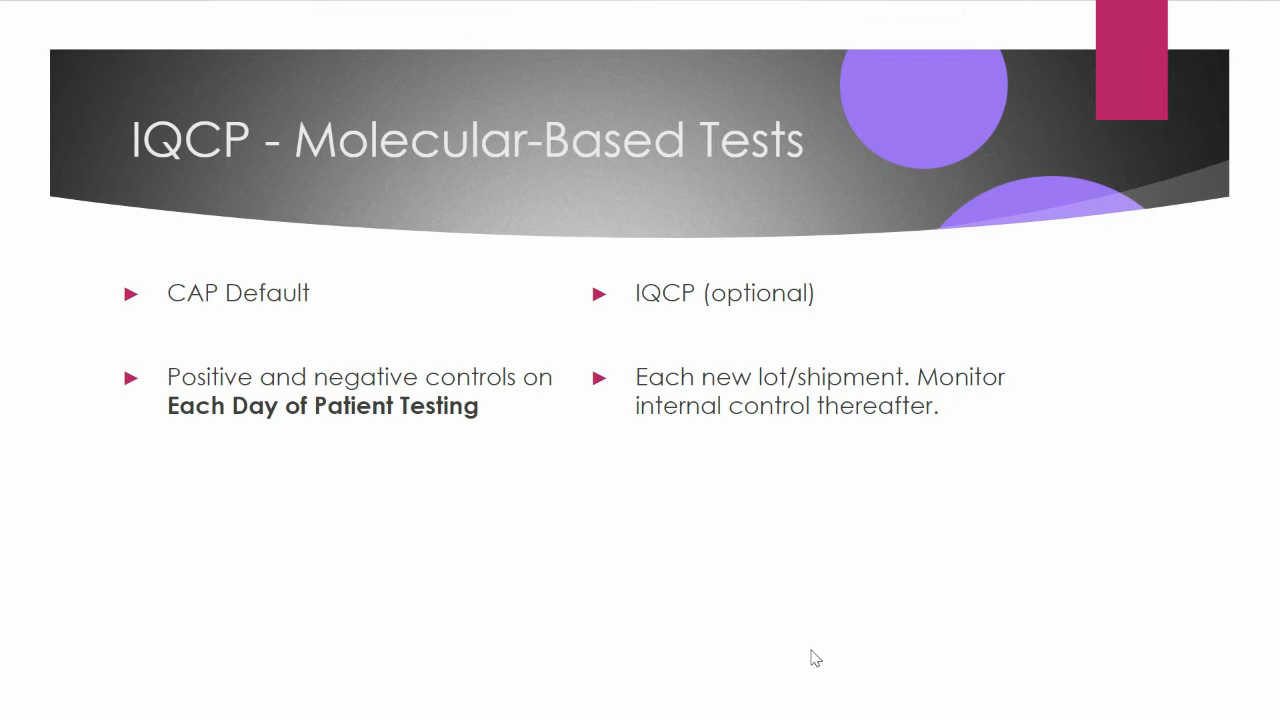 IQCP - Molecular-Based Tests
CAP Default
Positive and negative controls on
Each Day of Patient Testing
IQCP (optional)
Each new lot/shipment. Monitor
internal control thereafter.